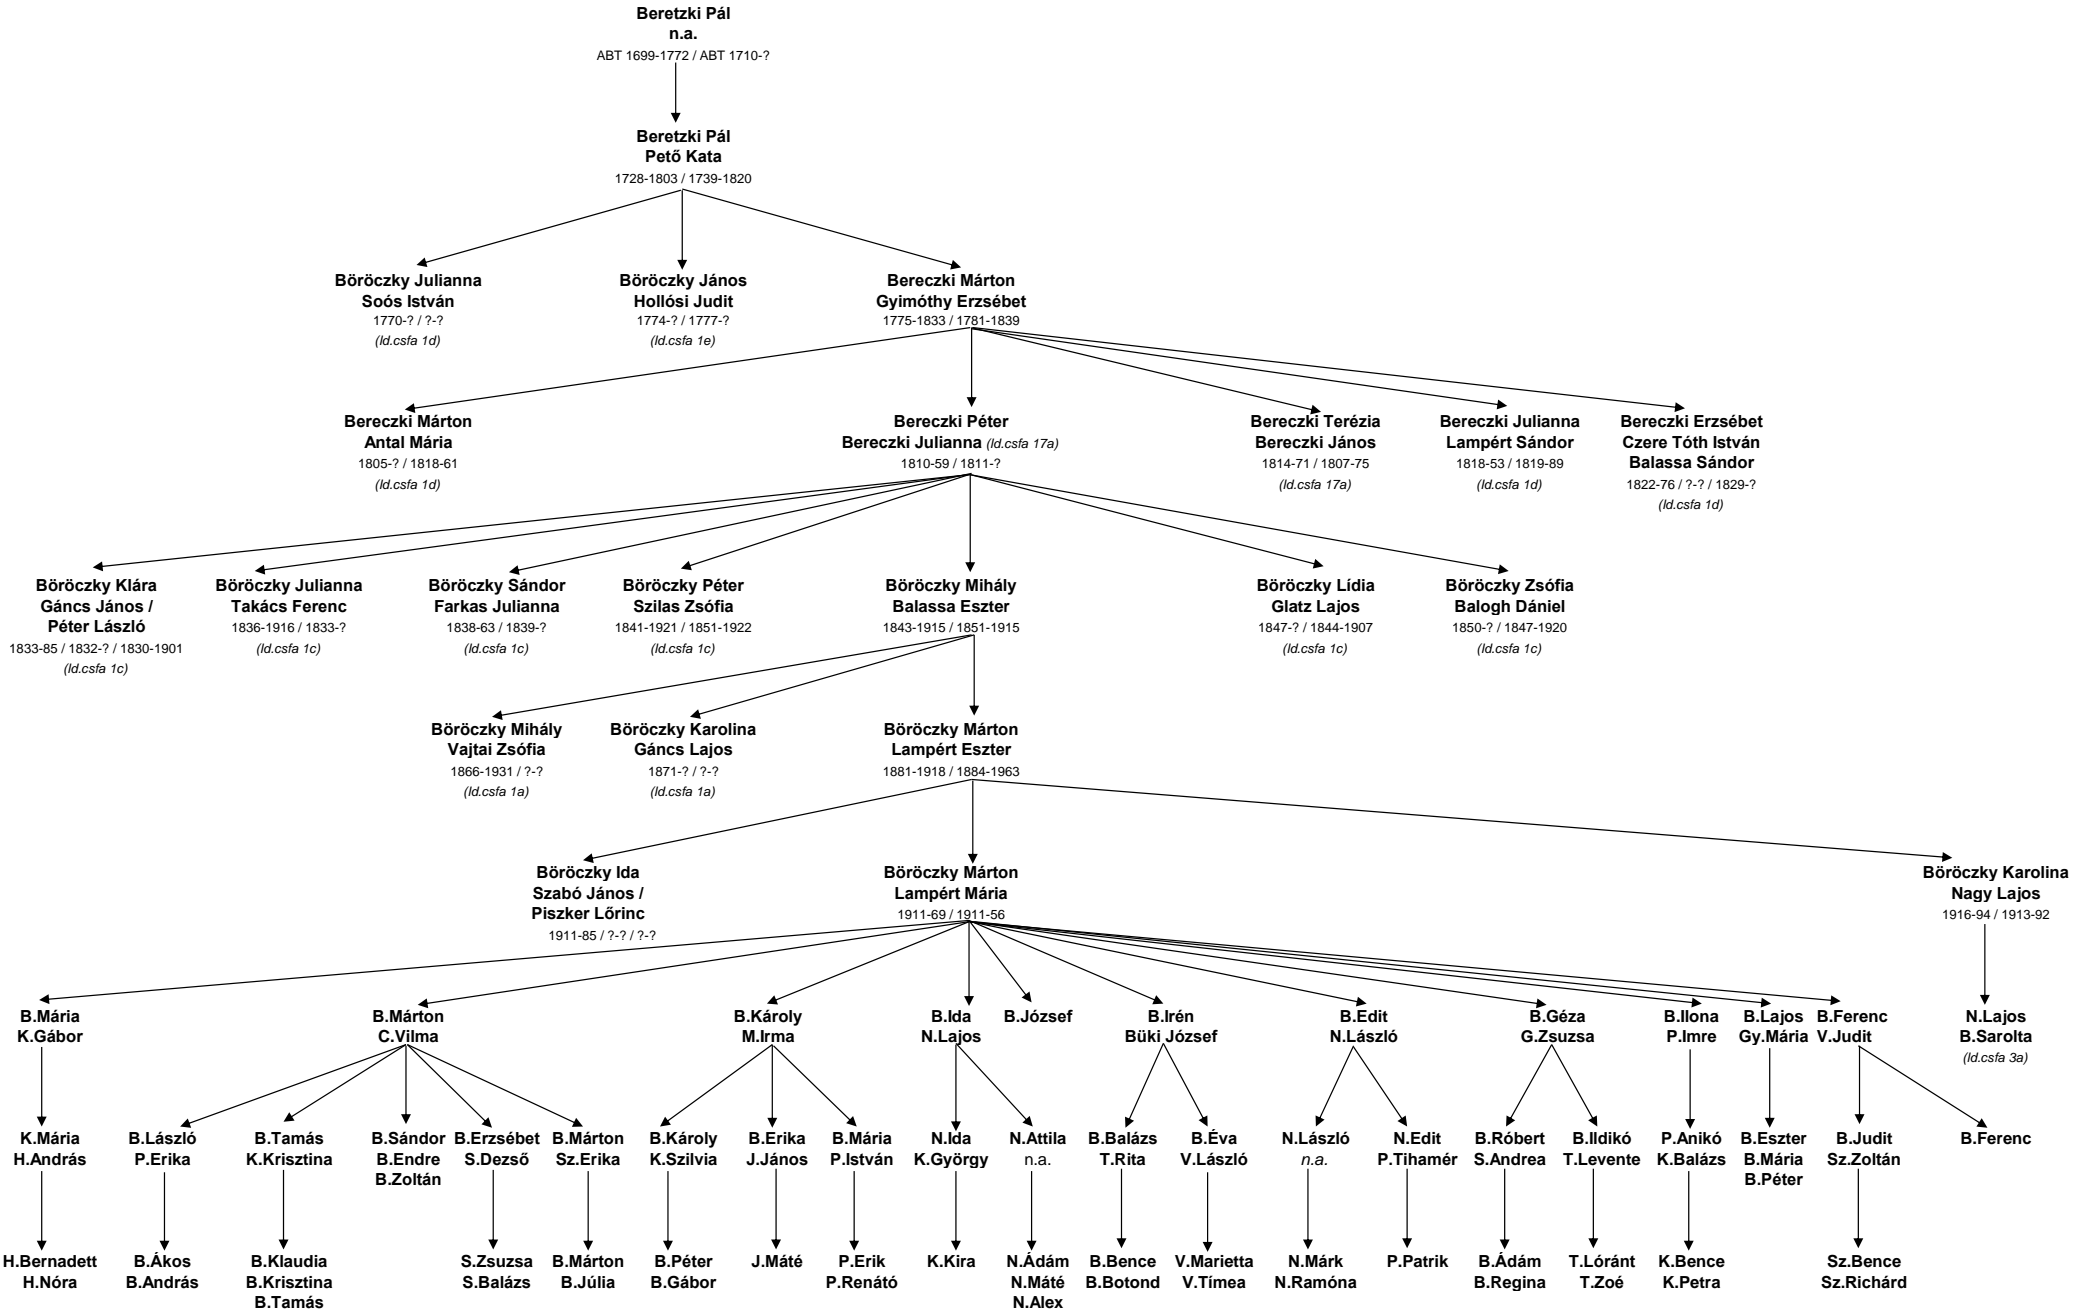 Beretzki Pál
n.a.
ABT 1699-1772 / ABT 1710-?
Beretzki Pál
Pető Kata
1728-1803 / 1739-1820
Böröczky Julianna
Soós István
1770-? / ?-?
(ld.csfa 1d)
Böröczky János
Hollósi Judit
1774-? / 1777-?
(ld.csfa 1e)
Bereczki Márton
Gyimóthy Erzsébet
1775-1833 / 1781-1839
Bereczki Márton
Antal Mária
1805-? / 1818-61
(ld.csfa 1d)
Bereczki Péter
Bereczki Julianna (ld.csfa 17a)
1810-59 / 1811-?
Bereczki Terézia
Bereczki János
1814-71 / 1807-75
(ld.csfa 17a)
Bereczki Julianna
Lampért Sándor
1818-53 / 1819-89
(ld.csfa 1d)
Bereczki Erzsébet
Czere Tóth István
Balassa Sándor
1822-76 / ?-? / 1829-?
(ld.csfa 1d)
Böröczky Klára
Gáncs János /
Péter László
1833-85 / 1832-? / 1830-1901
(ld.csfa 1c)
Böröczky Julianna
Takács Ferenc
1836-1916 / 1833-?
(ld.csfa 1c)
Böröczky Sándor
Farkas Julianna
1838-63 / 1839-?
(ld.csfa 1c)
Böröczky Péter
Szilas Zsófia
1841-1921 / 1851-1922
(ld.csfa 1c)
Böröczky Mihály
Balassa Eszter
1843-1915 / 1851-1915
Böröczky Lídia
Glatz Lajos
1847-? / 1844-1907
(ld.csfa 1c)
Böröczky Zsófia
Balogh Dániel
1850-? / 1847-1920
(ld.csfa 1c)
Böröczky Mihály
Vajtai Zsófia
1866-1931 / ?-?
(ld.csfa 1a)
Böröczky Karolina
Gáncs Lajos
1871-? / ?-?
(ld.csfa 1a)
Böröczky Márton
Lampért Eszter
1881-1918 / 1884-1963
Böröczky Ida
Szabó János /
Piszker Lőrinc
1911-85 / ?-? / ?-?
Böröczky Márton
Lampért Mária
1911-69 / 1911-56
Böröczky Karolina
Nagy Lajos
1916-94 / 1913-92
B.Mária
K.Gábor
B.Márton
C.Vilma
B.Károly
M.Irma
B.Ida
N.Lajos
B.József
B.Irén
Büki József
B.Edit
N.László
B.Géza
G.Zsuzsa
B.Ilona
P.Imre
B.Lajos
Gy.Mária
B.Ferenc
V.Judit
N.Lajos
B.Sarolta
(ld.csfa 3a)
K.Mária
H.András
B.László
P.Erika
B.Tamás
K.Krisztina
B.Sándor
B.Endre
B.Zoltán
B.Erzsébet
S.Dezső
B.Márton
Sz.Erika
B.Károly
K.Szilvia
B.Erika
J.János
B.Mária
P.István
N.Ida
K.György
N.Attila
n.a.
B.Balázs
T.Rita
B.Éva
V.László
N.László
n.a.
N.Edit
P.Tihamér
B.Róbert
S.Andrea
B.Ildikó
T.Levente
P.Anikó
K.Balázs
B.Eszter
B.Mária
B.Péter
B.Judit
Sz.Zoltán
B.Ferenc
H.Bernadett
H.Nóra
B.Ákos
B.András
B.Klaudia
B.Krisztina
B.Tamás
S.Zsuzsa
S.Balázs
B.Márton
B.Júlia
B.Péter
B.Gábor
J.Máté
P.Erik
P.Renátó
K.Kira
N.Ádám
N.Máté
N.Alex
B.Bence
B.Botond
V.Marietta
V.Tímea
N.Márk
N.Ramóna
P.Patrik
B.Ádám
B.Regina
T.Lóránt
T.Zoé
K.Bence
K.Petra
Sz.Bence
Sz.Richárd